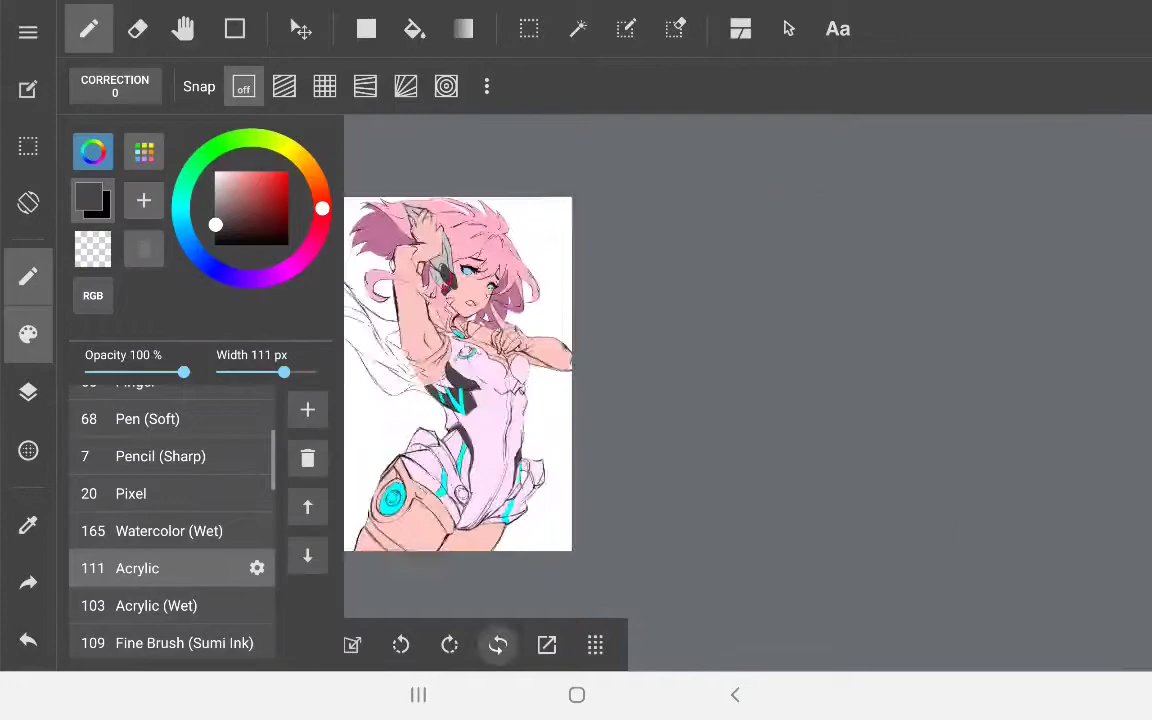 Aa
CORRECTION
0
Snap
off
RGB
Opacity 100 %
Width 111 px
68 Pen (Soft)
7 Pencil (Sharp)
20 Pixel
165 Watercolor (Wet)
111 Acrylic
103 Acrylic (Wet)
109 Fine Brush (Sumi Ink)